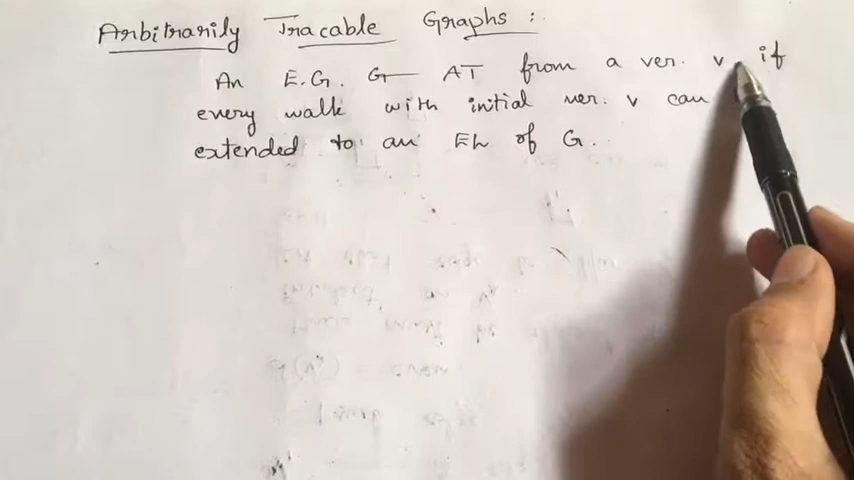 Arbitrarily Tracable Graphs :
An E.G. G — AT from a ver. v if
every walk with initial ver. v can
extended to an EL of G.